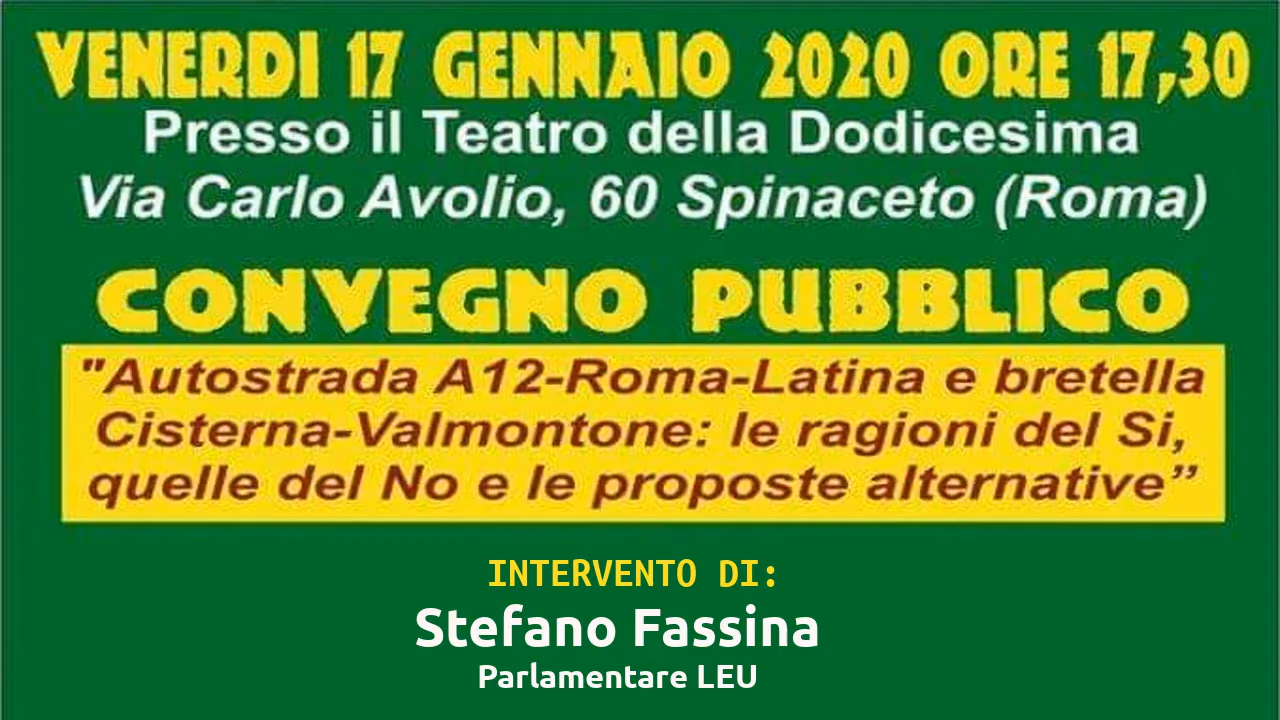 VENERDI 17 GENNAIO 2020 ORE 17,30
Presso il Teatro della Dodicesima
Via Carlo Avolio, 60 Spinaceto (Roma)
CONVEGNO PUBBLICO
"Autostrada A12-Roma-Latina e bretella
Cisterna-Valmontone: le ragioni del Si,
quelle del No e le proposte alternative”
INTERVENTO DI:
Stefano Fassina
Parlamentare LEU